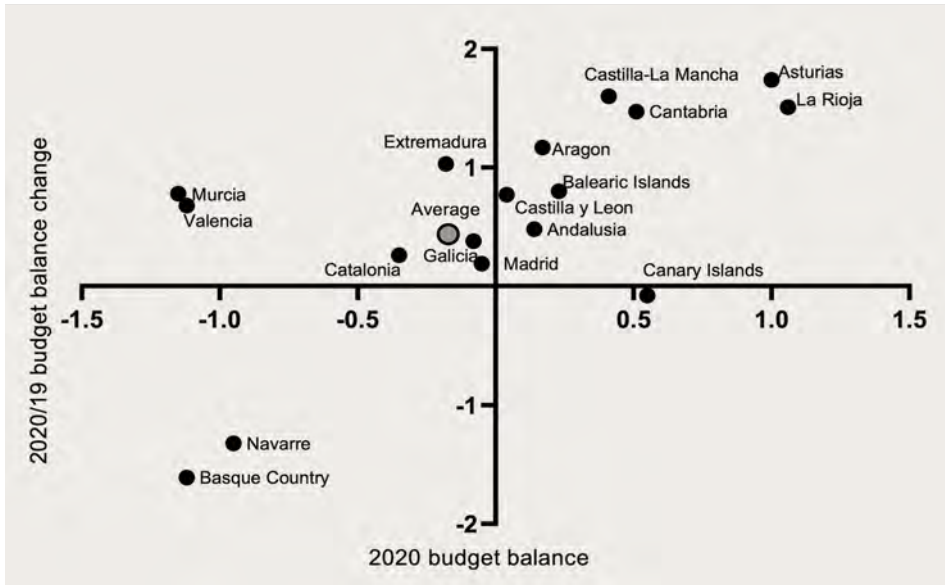 2
Castilla-La Mancha
Asturias
La Rioja
Cantabria
Extremadura
Aragon
1
Balearic Islands
Murcia
Castilla y Leon
Valencia
Average
Andalusia
Galicia
Madrid
Catalonia
Canary Islands
-1.5 -1.0 -0.5 0.5 1.0 1.5
2020/19 budget balance change
-1
Navarre
Basque Country
-2
2020 budget balance